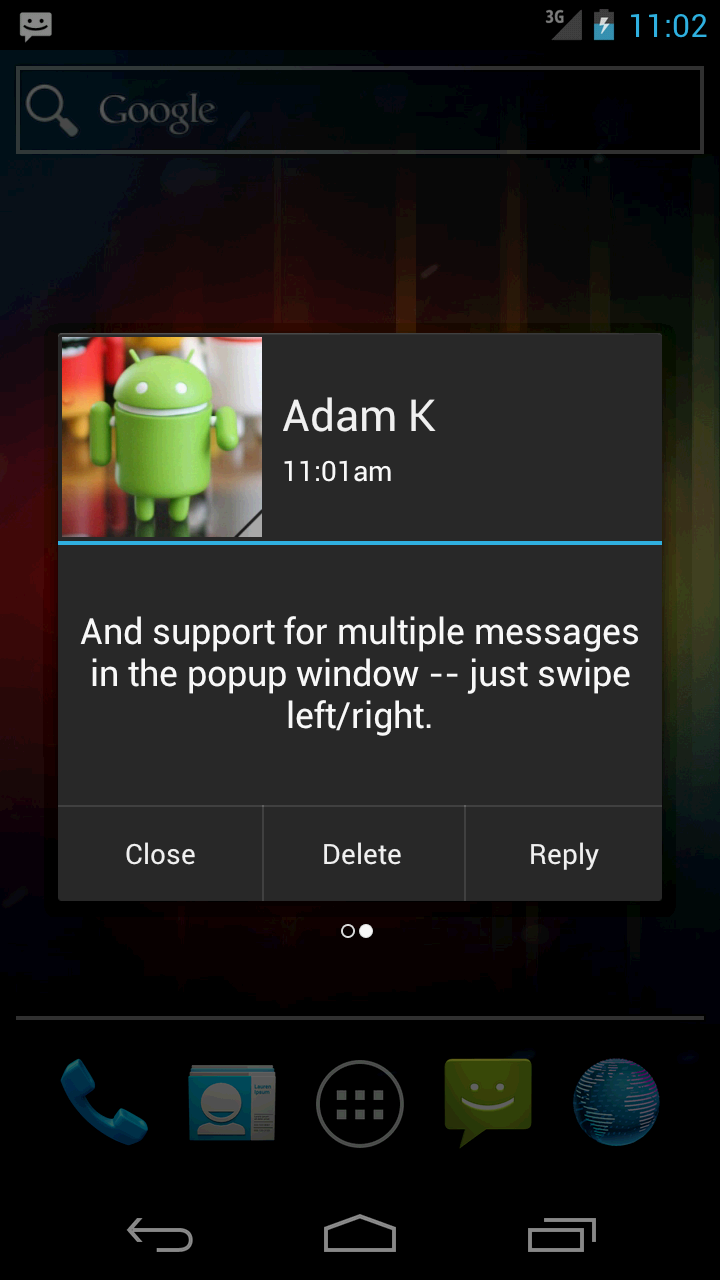 3G 11:02
Google
Adam K
11:01am
And support for multiple messages
in the popup window -- just swipe
left/right.
Close Delete Reply